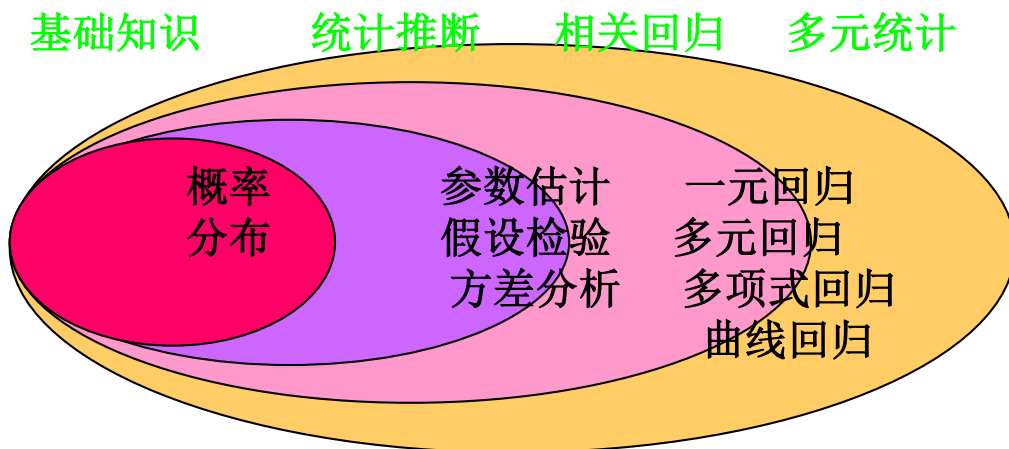 基础知识 统计推断 相关回归 多元统计
概率 参数估计 一元回归
分布 假设检验 多元回归
方差分析 多项式回归
曲线回归